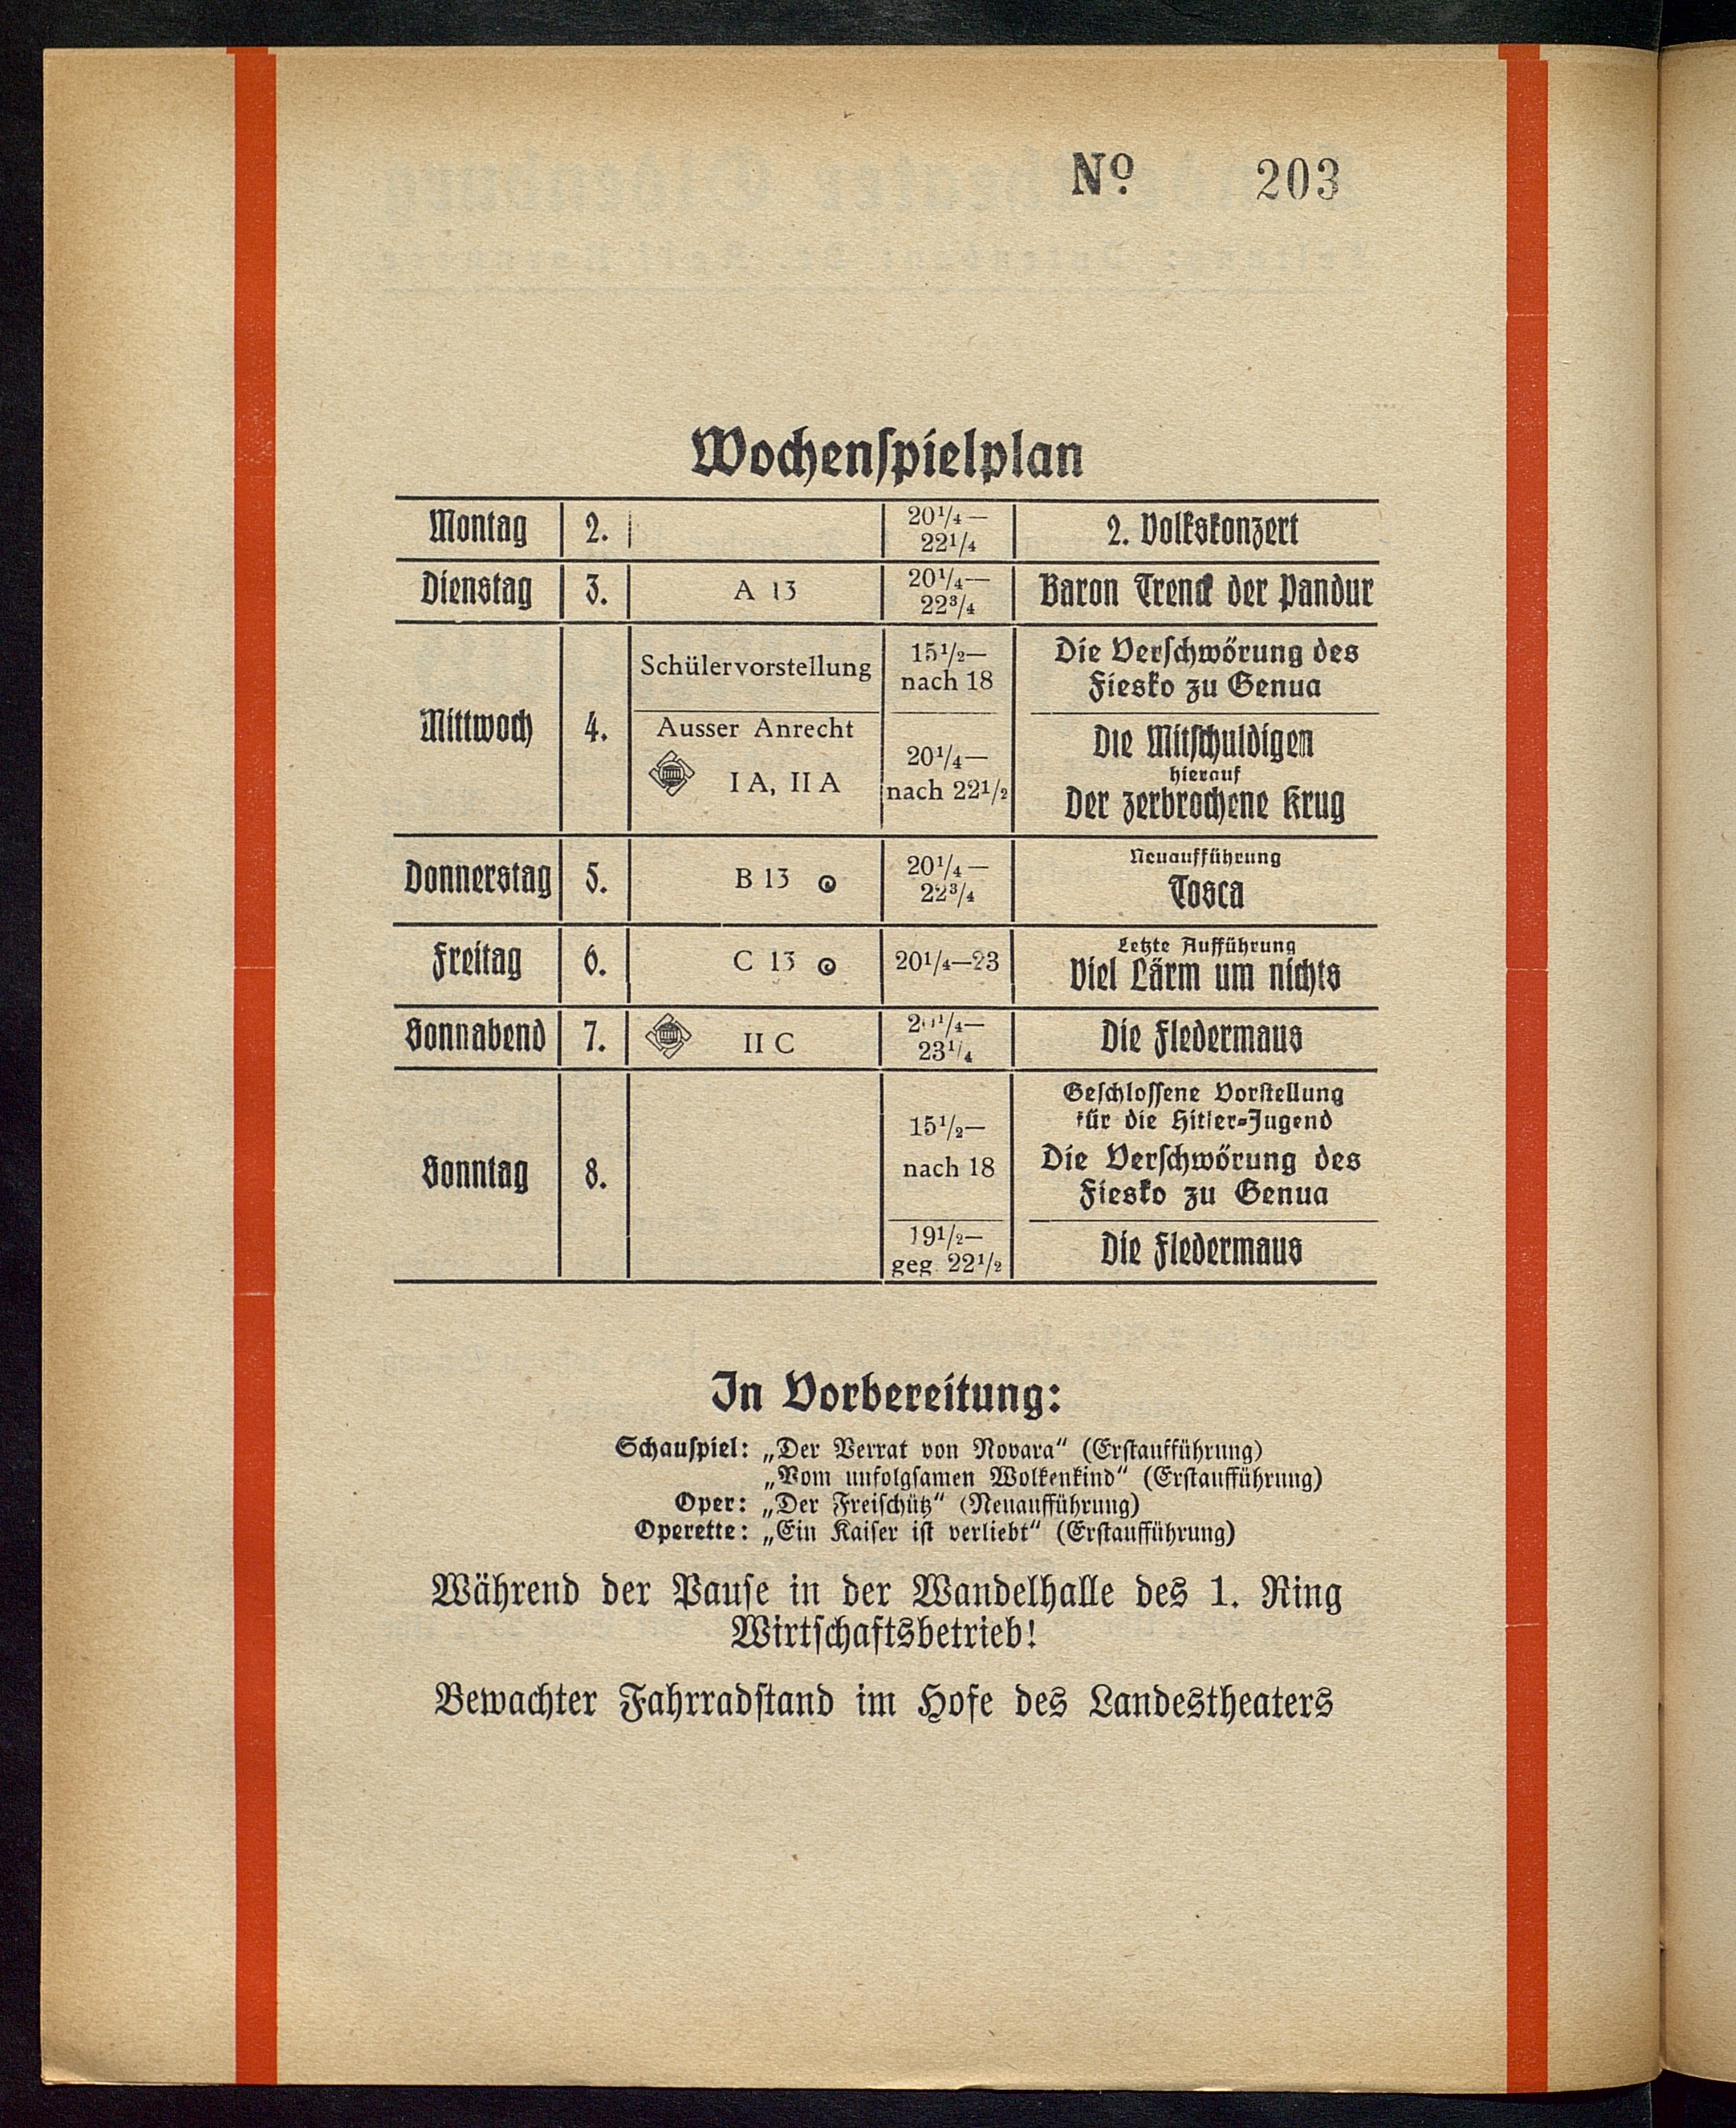 Nº 203
Wochenspielplan
Montag 2. 20¼— 22¼ 2. Volkskonzert
Dienstag 3. A 13 20¼— 22¾ Baron Trenck der Pandur
Mittwoch 4. Schülervorstellung 15½— nach 18 Die Verschwörung des
Fiesko zu Genua
Ausser Anrecht
I A, II A 20¼— nach 22½ Die Mitschuldigen
hierauf
Der zerbrochene Krug
Donnerstag 5. B 13 20¼— 22¾ Neuaufführung
Tosca
Freitag 6. C 13 20¼—23 Letzte Aufführung
Viel Lärm um nichts
Sonnabend 7. II C 20¼— 23¼ Die Fledermaus
Sonntag 8. 15½— nach 18 Geschlossene Vorstellung
für die Hitler-Jugend
Die Verschwörung des
Fiesko zu Genua
19½— geg. 22½ Die Fledermaus
In Vorbereitung:
Schauspiel: „Der Verrat von Novara“ (Erstaufführung)
„Vom unfolgsamen Wolkenkind“ (Erstaufführung)
Oper: „Der Freischütz“ (Neuaufführung)
Operette: „Ein Kaiser ist verliebt“ (Erstaufführung)
Während der Pause in der Wandelhalle des 1. Ring
Wirtschaftsbetrieb!
Bewachter Fahrradstand im Hofe des Landestheaters